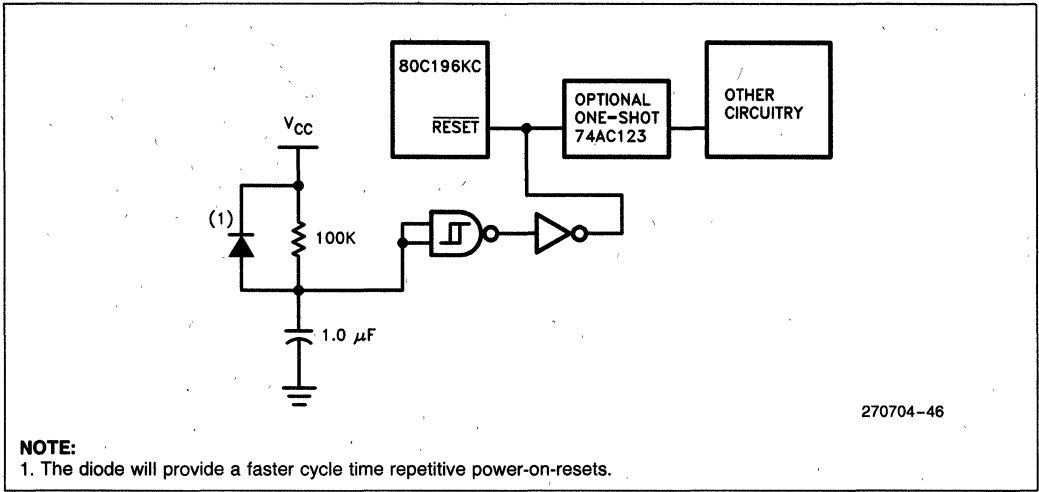 80C196KC
RESET
OPTIONAL
ONE-SHOT
74AC123
OTHER
CIRCUITRY
VCC
(1)
100K
1.0 μF
270704-46
NOTE:
1. The diode will provide a faster cycle time repetitive power-on-resets.